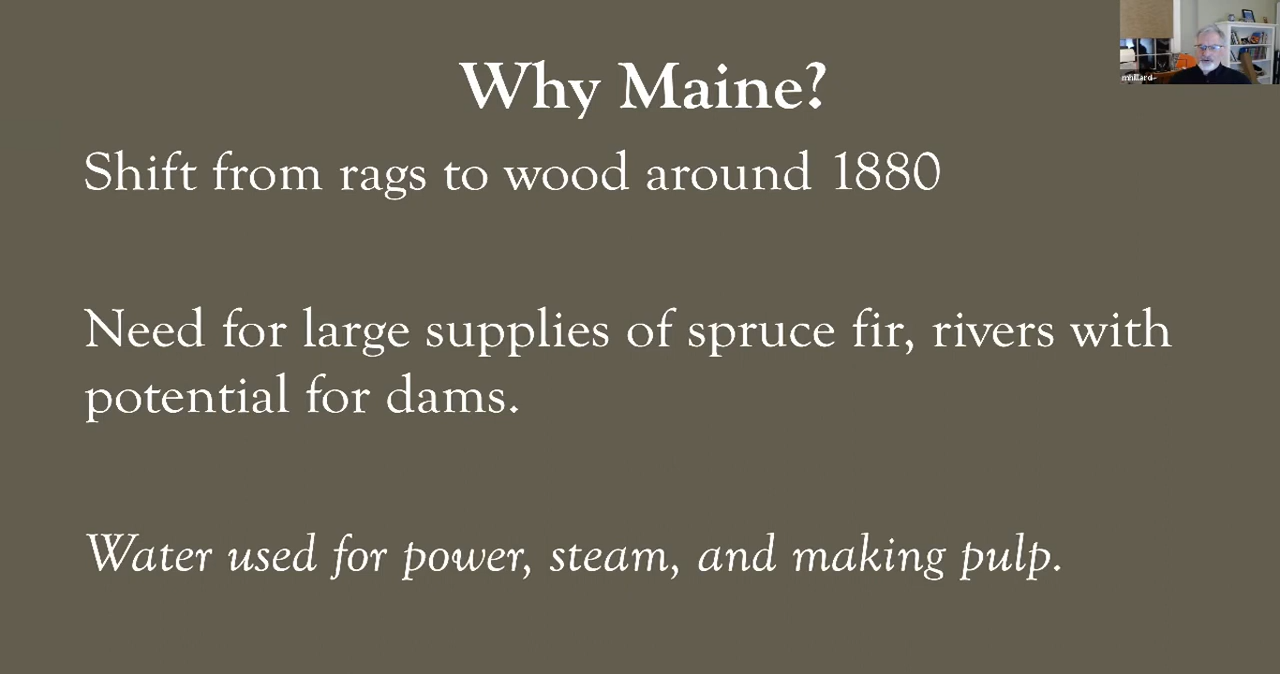 Why Maine?
Shift from rags to wood around 1880
Need for large supplies of spruce fir, rivers with
potential for dams.
Water used for power, steam, and making pulp.